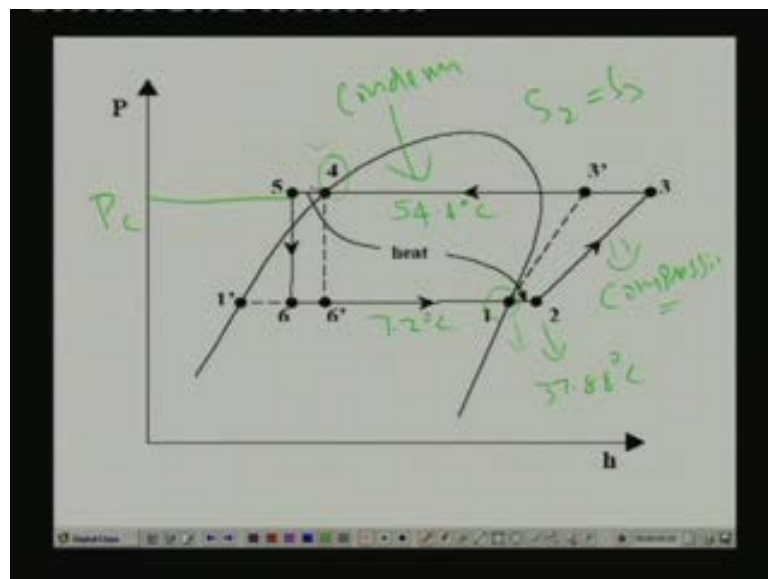 Condenser
S2 = S3
P
4
3'
5
3
Pc
54.4°C
heat
Compression
1'
6
6'
7.2°C
1
2
37.88°C
h